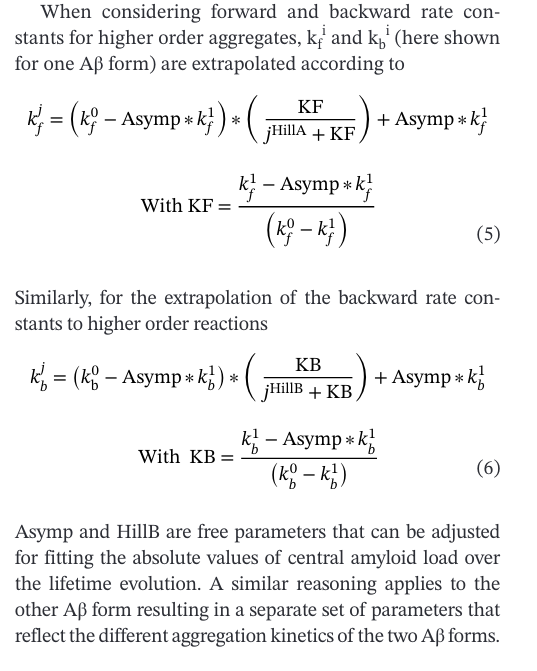 When considering forward and backward rate con-
stants for higher order aggregates, k_f^i and k_b^i (here shown
for one Aβ form) are extrapolated according to
k_f^j = (k_f^0 − Asymp * k_f^1) * (KF / (j^HillA + KF)) + Asymp * k_f^1
With KF = (k_f^1 − Asymp * k_f^1) / (k_f^0 − k_f^1)
(5)
Similarly, for the extrapolation of the backward rate con-
stants to higher order reactions
k_b^j = (k_b^0 − Asymp * k_b^1) * (KB / (j^HillB + KB)) + Asymp * k_b^1
With KB = (k_b^1 − Asymp * k_b^1) / (k_b^0 − k_b^1)
(6)
Asymp and HillB are free parameters that can be adjusted
for fitting the absolute values of central amyloid load over
the lifetime evolution. A similar reasoning applies to the
other Aβ form resulting in a separate set of parameters that
reflect the different aggregation kinetics of the two Aβ forms.